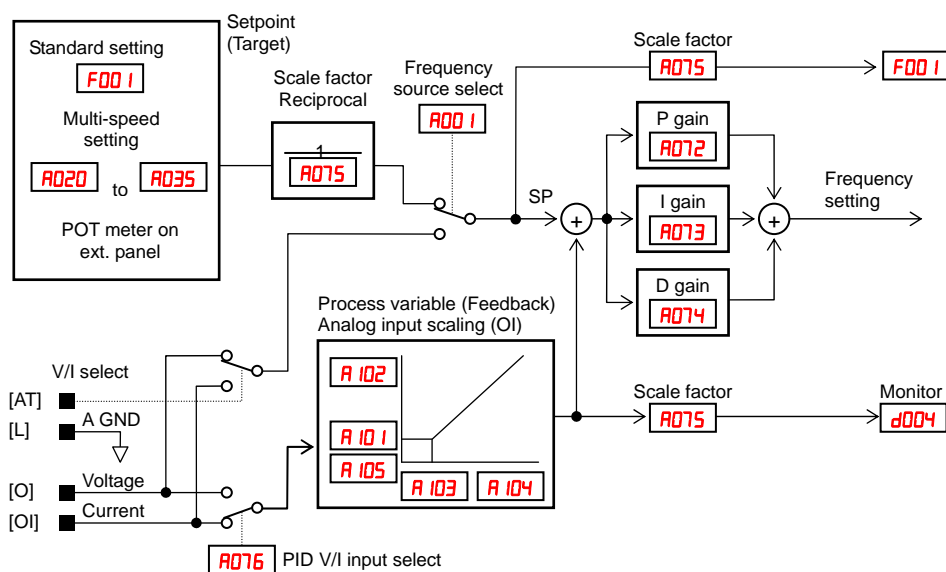 Setpoint
(Target)
Standard setting
F001
Multi-speed
setting
A020 to A035
POT meter on
ext. panel
Scale factor
Reciprocal
1
A075
Frequency
source select
A001
Scale factor
A075
F001
SP
+
P gain
A072
I gain
A073
D gain
A074
+
Frequency
setting
Process variable (Feedback)
Analog input scaling (OI)
A102
A101
A105
A103 A104
Scale factor
A075
Monitor
d004
V/I select
[AT]
[L] A GND
[O] Voltage
[OI] Current
A076 PID V/I input select